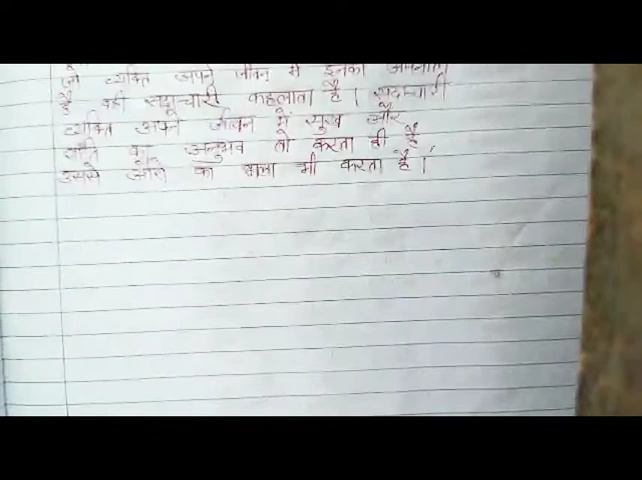 जो व्यक्ति अपने जीवन में इनको अपनाता
है वही सदाचारी कहलाता है। सदाचारी
व्यक्ति अपने जीवन में सुख और
शांति का अनुभव तो करता ही है
उससे का भला भी करता है।